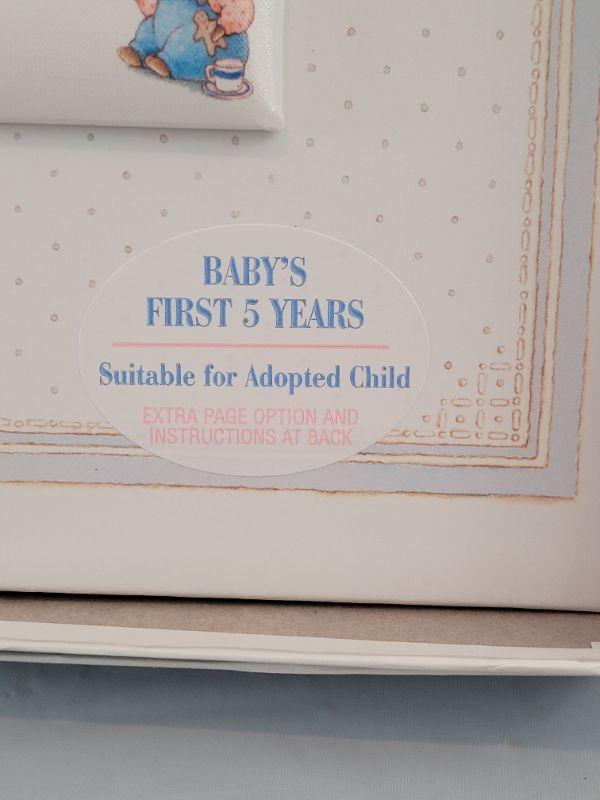 BABY'S
FIRST 5 YEARS
Suitable for Adopted Child
EXTRA PAGE OPTION AND
INSTRUCTIONS AT BACK